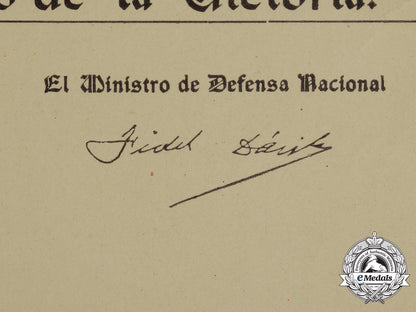 de la Victoria.
El Ministro de Defensa Nacional
Fidel Dávila
eMedals